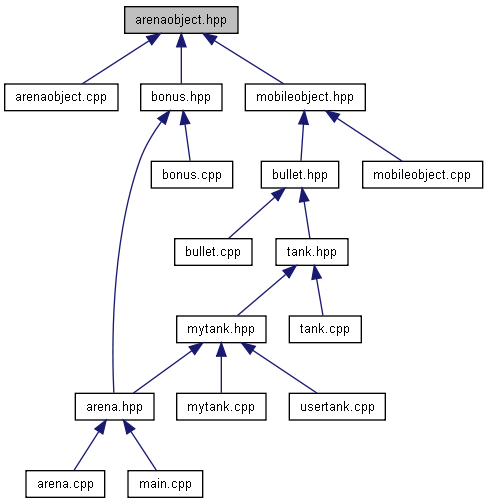 arenaobject.hpp
arenaobject.cpp
bonus.hpp
mobileobject.hpp
bonus.cpp
bullet.hpp
mobileobject.cpp
bullet.cpp
tank.hpp
mytank.hpp
tank.cpp
arena.hpp
mytank.cpp
usertank.cpp
arena.cpp
main.cpp